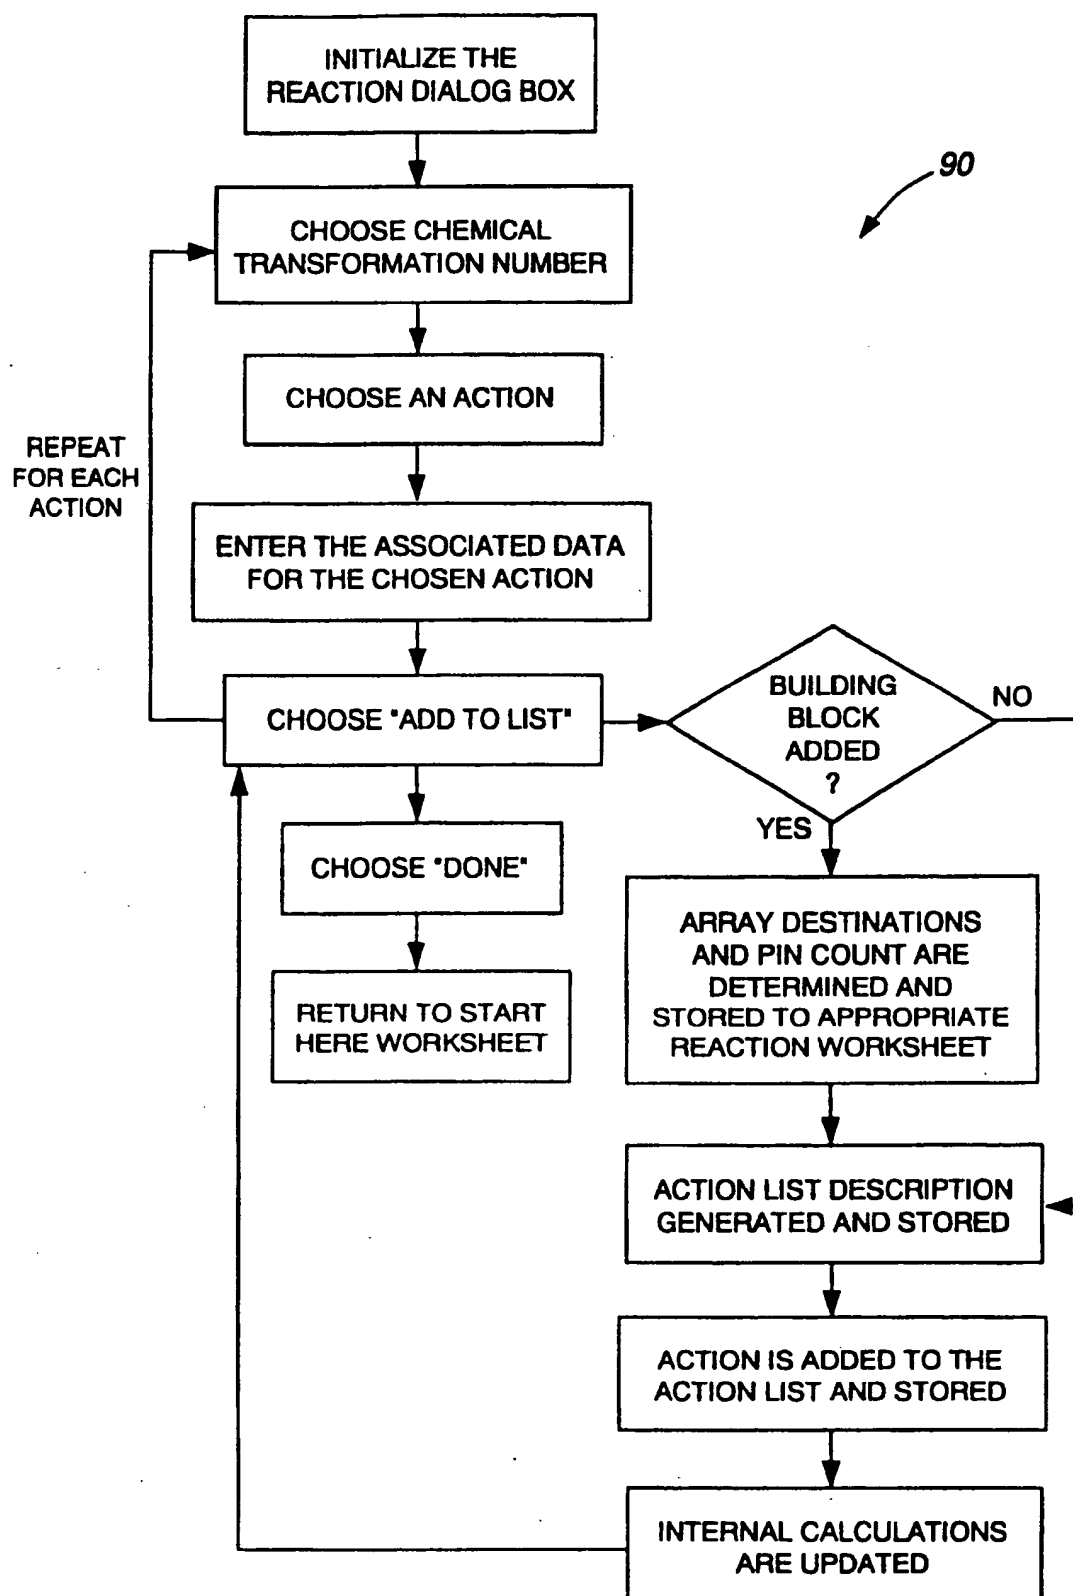 INITIALIZE THE
REACTION DIALOG BOX
90
CHOOSE CHEMICAL
TRANSFORMATION NUMBER
CHOOSE AN ACTION
REPEAT
FOR EACH
ACTION
ENTER THE ASSOCIATED DATA
FOR THE CHOSEN ACTION
CHOOSE "ADD TO LIST"
BUILDING
BLOCK
ADDED
?
NO
YES
CHOOSE "DONE"
RETURN TO START
HERE WORKSHEET
ARRAY DESTINATIONS
AND PIN COUNT ARE
DETERMINED AND
STORED TO APPROPRIATE
REACTION WORKSHEET
ACTION LIST DESCRIPTION
GENERATED AND STORED
ACTION IS ADDED TO THE
ACTION LIST AND STORED
INTERNAL CALCULATIONS
ARE UPDATED